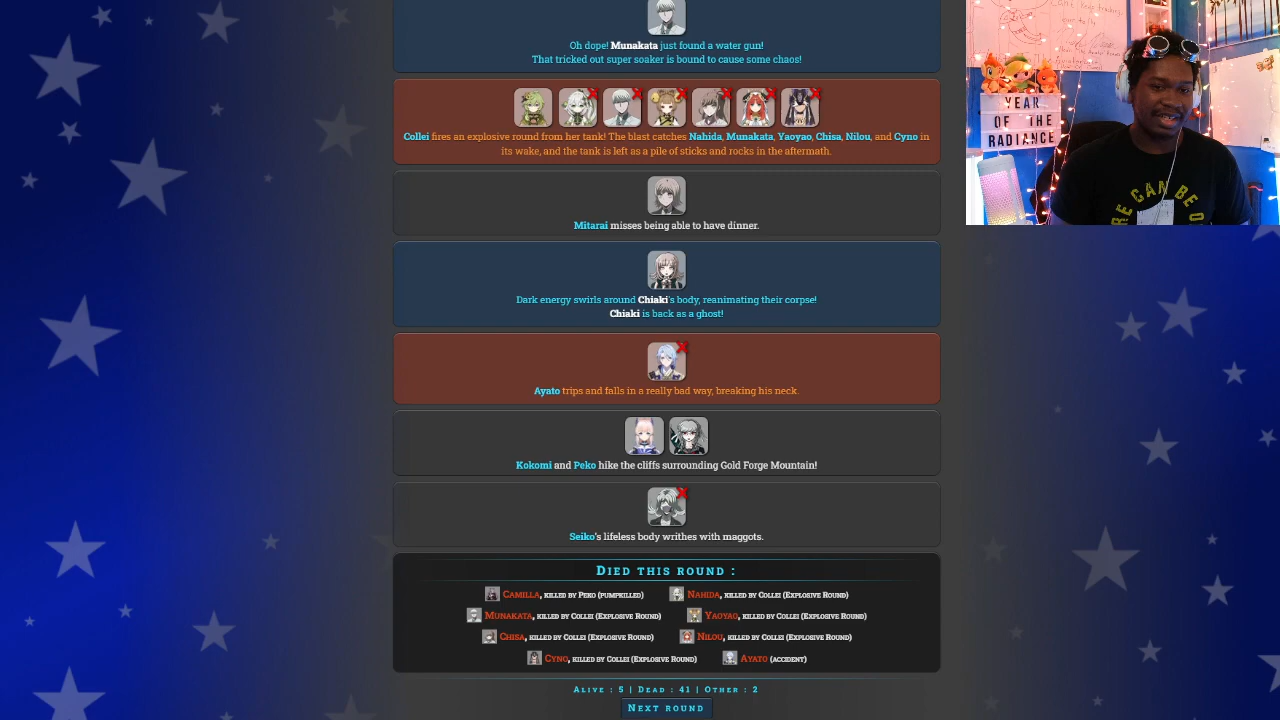 Oh dope! Munakata just found a water gun!
That tricked out super soaker is bound to cause some chaos!
Collei fires an explosive round from her tank! The blast catches Nahida, Munakata, Yaoyao, Chisa, Nilou, and Cyno in
its wake, and the tank is left as a pile of sticks and rocks in the aftermath.
Mitarai misses being able to have dinner.
Dark energy swirls around Chiaki's body, reanimating their corpse!
Chiaki is back as a ghost!
Ayato trips and falls in a really bad way, breaking his neck.
Kokomi and Peko hike the cliffs surrounding Gold Forge Mountain!
Seiko's lifeless body writhes with maggots.
Died this round :
Camilla, killed by Peko (pumpkilled) Nahida, killed by Collei (Explosive Round)
Munakata, killed by Collei (Explosive Round) Yaoyao, killed by Collei (Explosive Round)
Chisa, killed by Collei (Explosive Round) Nilou, killed by Collei (Explosive Round)
Cyno, killed by Collei (Explosive Round) Ayato (accident)
Alive : 5 | Dead : 41 | Other : 2
Next round
YEAR
OF THE
RADIANCE
RE CAN BE O